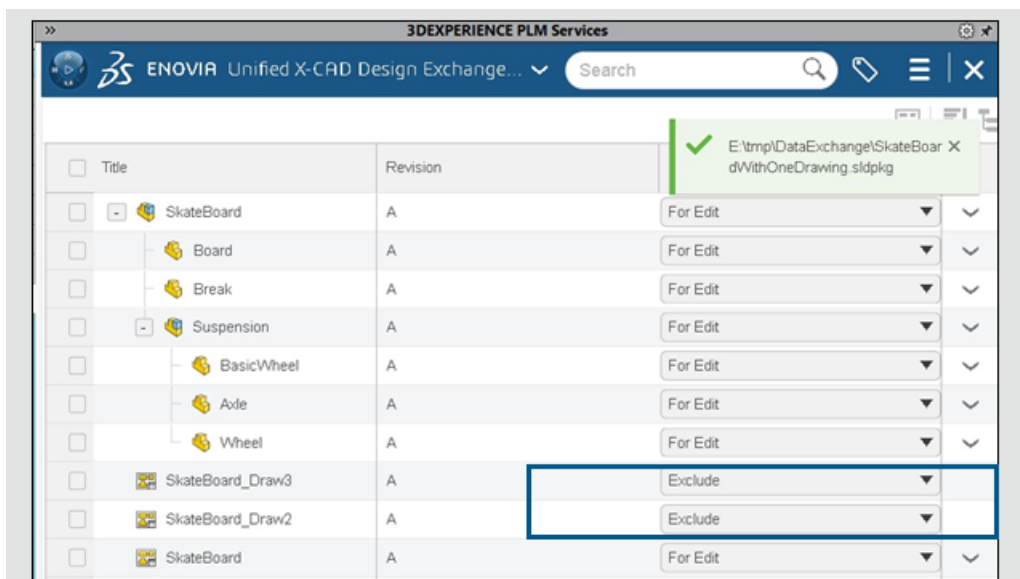 3DEXPERIENCE PLM Services
ENOVIA Unified X-CAD Design Exchange... Search
E:\tmp\DataExchange\SkateBoar
dWithOneDrawing.sldpkg
Title Revision
SkateBoard A For Edit
Board A For Edit
Break A For Edit
Suspension A For Edit
BasicWheel A For Edit
Axle A For Edit
Wheel A For Edit
SkateBoard_Draw3 A Exclude
SkateBoard_Draw2 A Exclude
SkateBoard A For Edit